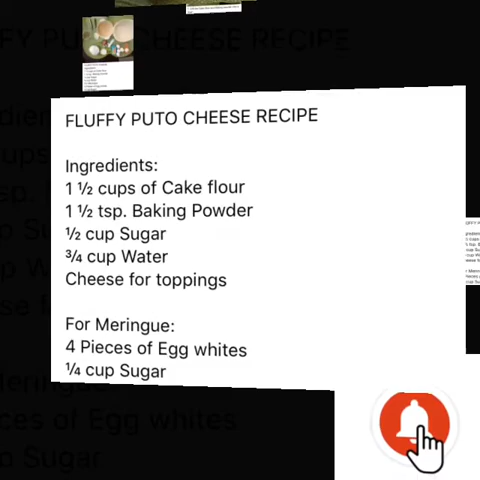 FLUFFY PUTO CHEESE RECIPE
Ingredients:
1 ½ cups of Cake flour
1 ½ tsp. Baking Powder
½ cup Sugar
¾ cup Water
Cheese for toppings
For Meringue:
4 Pieces of Egg whites
¼ cup Sugar